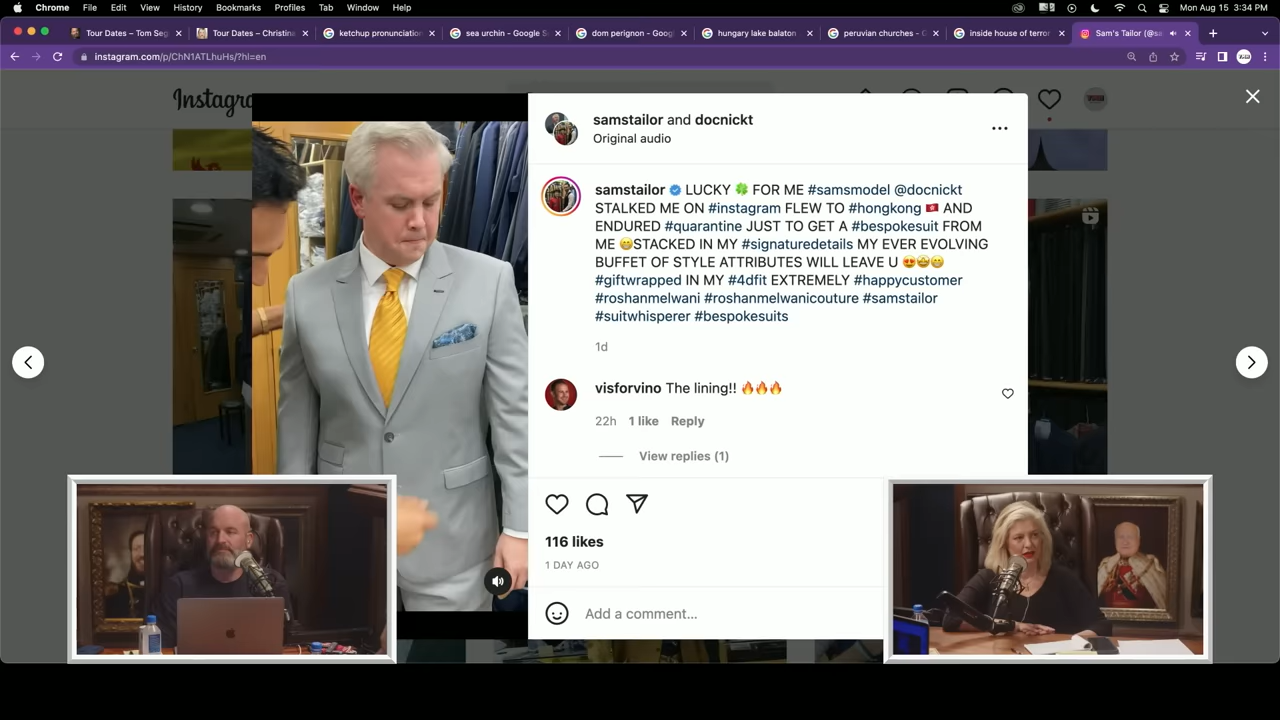 Chrome File Edit View History Bookmarks Profiles Tab Window Help
Mon Aug 15 3:34 PM
Tour Dates – Tom Seg
Tour Dates – Christina
ketchup pronunciation
sea urchin - Google S
dom perignon - Goog
hungary lake balaton
peruvian churches - G
inside house of terror
Sam's Tailor (@sa
instagram.com/p/ChN1ATLhuHs/?hl=en
Instagra
samstailor and docnickt
Original audio
samstailor LUCKY 🍀 FOR ME #samsmodel @docnickt
STALKED ME ON #instagram FLEW TO #hongkong 🇭🇰 AND
ENDURED #quarantine JUST TO GET A #bespokesuit FROM
ME 😁STACKED IN MY #signaturedetails MY EVER EVOLVING
BUFFET OF STYLE ATTRIBUTES WILL LEAVE U 😍🤩😁
#giftwrapped IN MY #4dfit EXTREMELY #happycustomer
#roshanmelwani #roshanmelwanicouture #samstailor
#suitwhisperer #bespokesuits
1d
visforvino The lining!! 🔥🔥🔥
22h 1 like Reply
View replies (1)
116 likes
1 DAY AGO
Add a comment...